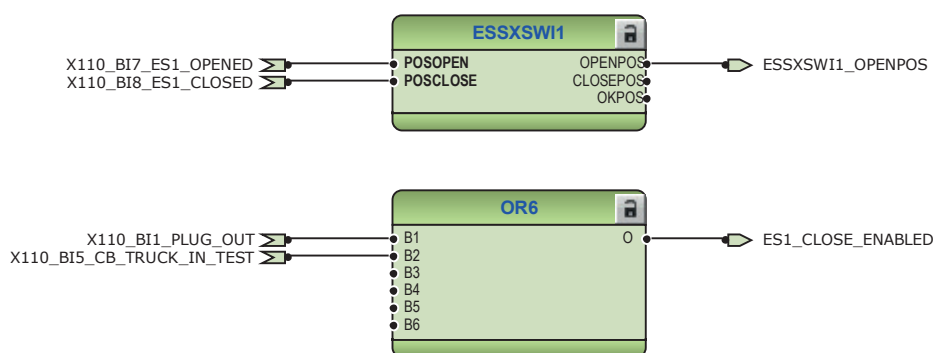 ESSXSWI1
X110_BI7_ES1_OPENED POSOPEN OPENPOS ESSXSWI1_OPENPOS
X110_BI8_ES1_CLOSED POSCLOSE CLOSEPOS
OKPOS
OR6
X110_BI1_PLUG_OUT B1 O ES1_CLOSE_ENABLED
X110_BI5_CB_TRUCK_IN_TEST B2
B3
B4
B5
B6